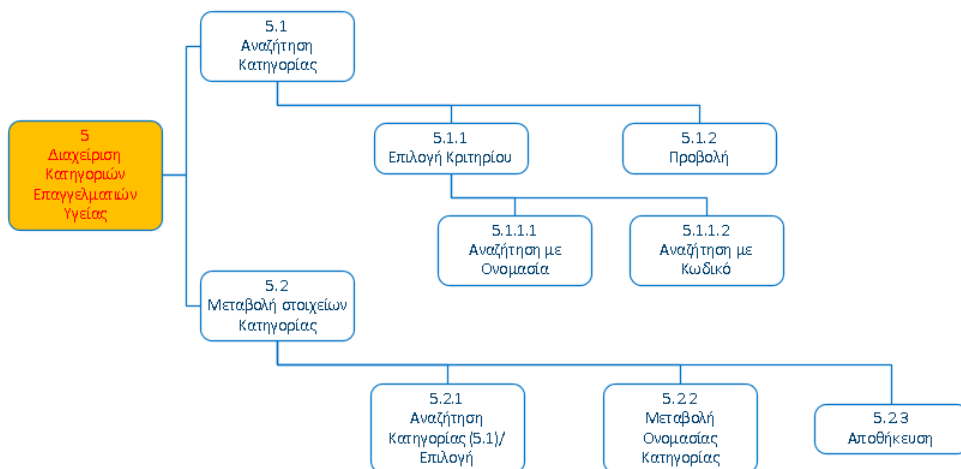 5.1
Αναζήτηση
Κατηγορίας
5
Διαχείριση
Κατηγοριών
Επαγγελματιών
Υγείας
5.1.1
Επιλογή Κριτηρίου
5.1.2
Προβολή
5.1.1.1
Αναζήτηση με
Ονομασία
5.1.1.2
Αναζήτηση με
Κωδικό
5.2
Μεταβολή στοιχείων
Κατηγορίας
5.2.1
Αναζήτηση
Κατηγορίας (5.1)/
Επιλογή
5.2.2
Μεταβολή
Ονομασίας
Κατηγορίας
5.2.3
Αποθήκευση